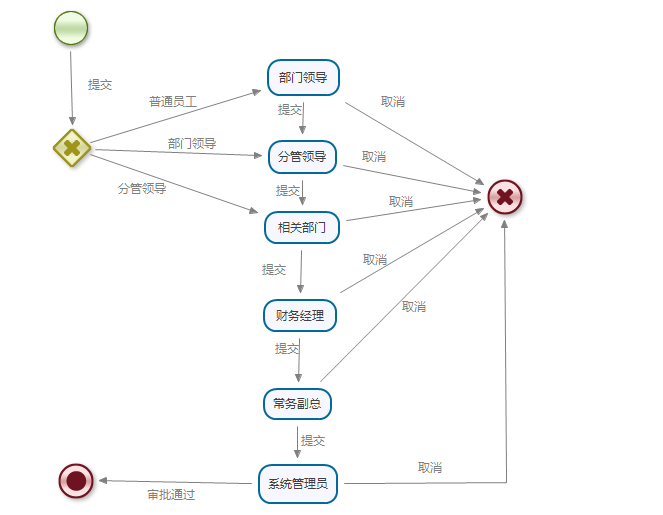 部门领导
提交
普通员工
取消
提交
部门领导
分管领导
取消
分管领导
提交
取消
相关部门
提交
取消
取消
财务经理
提交
常务副总
提交
取消
系统管理员
审批通过